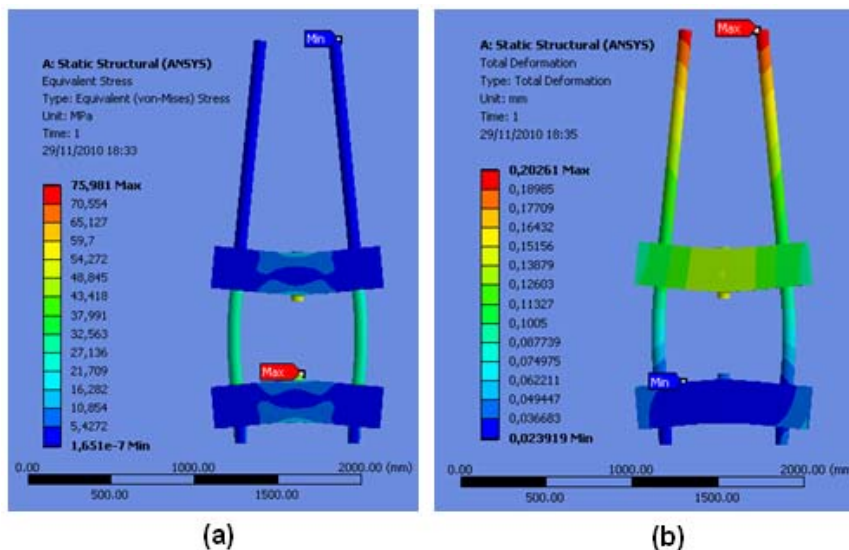 Min
A: Static Structural (ANSYS)
Equivalent Stress
Type: Equivalent (von-Mises) Stress
Unit: MPa
Time: 1
29/11/2010 18:33
75,981 Max
70,554
65,127
59,7
54,272
48,845
43,418
37,991
32,563
27,136
21,709
16,282
10,854
5,4272
1,651e-7 Min
Max
0.00
1000.00
2000.00 (mm)
500.00
1500.00
(a)
Max
A: Static Structural (ANSYS)
Total Deformation
Type: Total Deformation
Unit: mm
Time: 1
29/11/2010 18:35
0,20261 Max
0,18985
0,17709
0,16432
0,15156
0,13879
0,12603
0,11327
0,1005
0,087739
0,074975
0,062211
0,049447
0,036683
0,023919 Min
Min
0.00
1000.00
2000.00 (mm)
500.00
1500.00
(b)